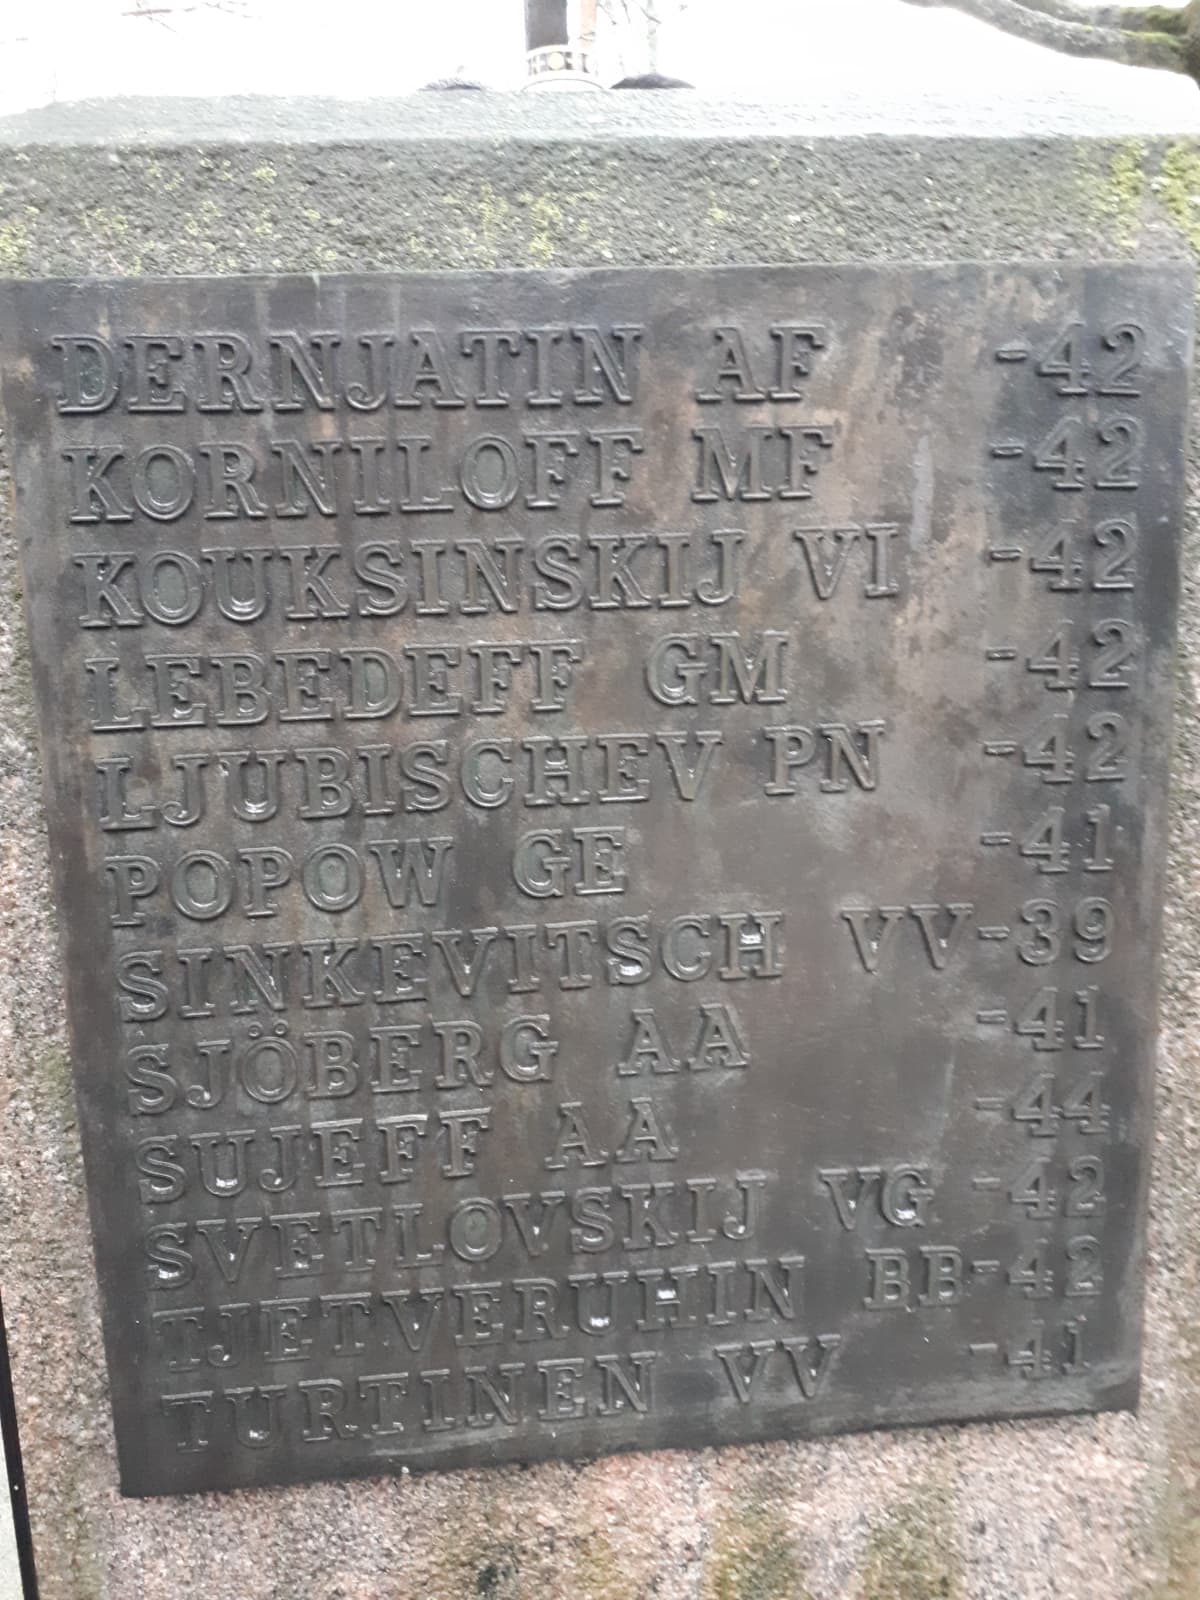 DERNJATIN AF -42
KORNILOFF MF -42
KOUKSINSKIJ VI -42
LEBEDEFF GM -42
LJUBISCHEV PN -42
POPOW GE -41
SINKEVITSCH VV -39
SJÖBERG AA -41
SUJEFF AA -44
SVETLOVSKIJ VG -42
TJETVERUHIN BB -42
TURTINEN VV -41